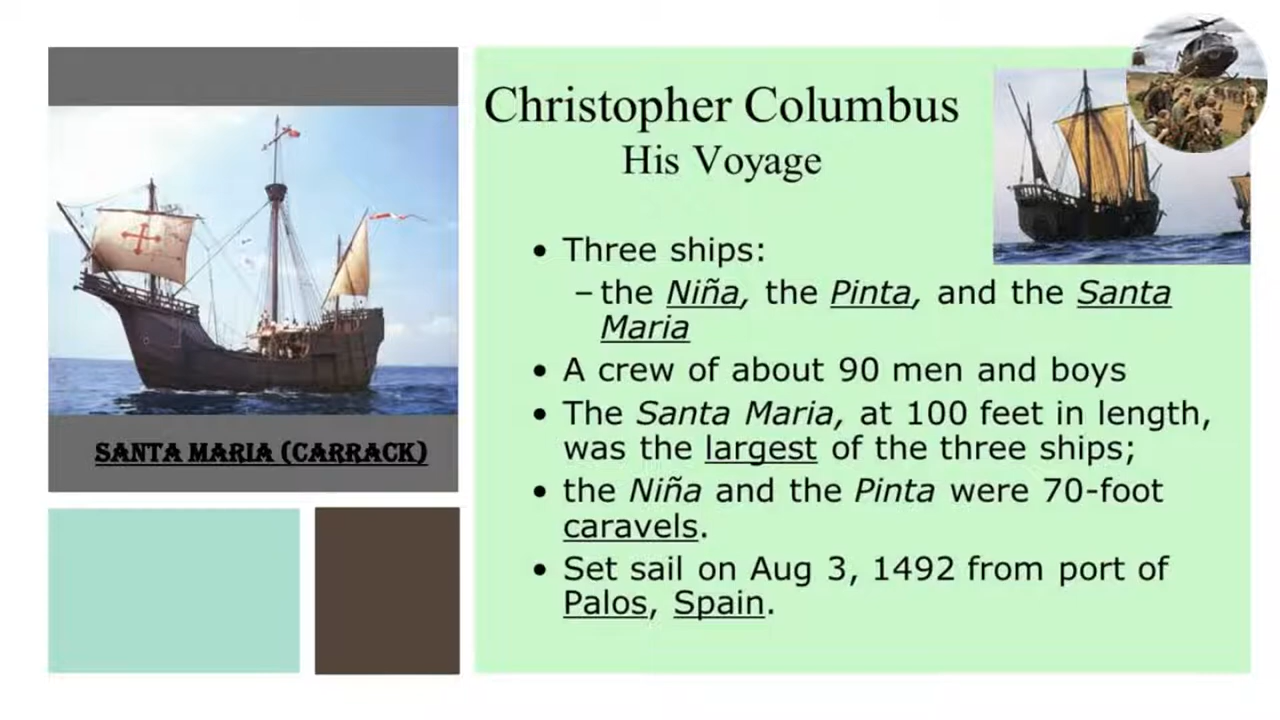 Christopher Columbus
His Voyage
• Three ships:
– the Niña, the Pinta, and the Santa
Maria
• A crew of about 90 men and boys
• The Santa Maria, at 100 feet in length,
was the largest of the three ships;
• the Niña and the Pinta were 70-foot
caravels.
• Set sail on Aug 3, 1492 from port of
Palos, Spain.
SANTA MARIA (CARRACK)